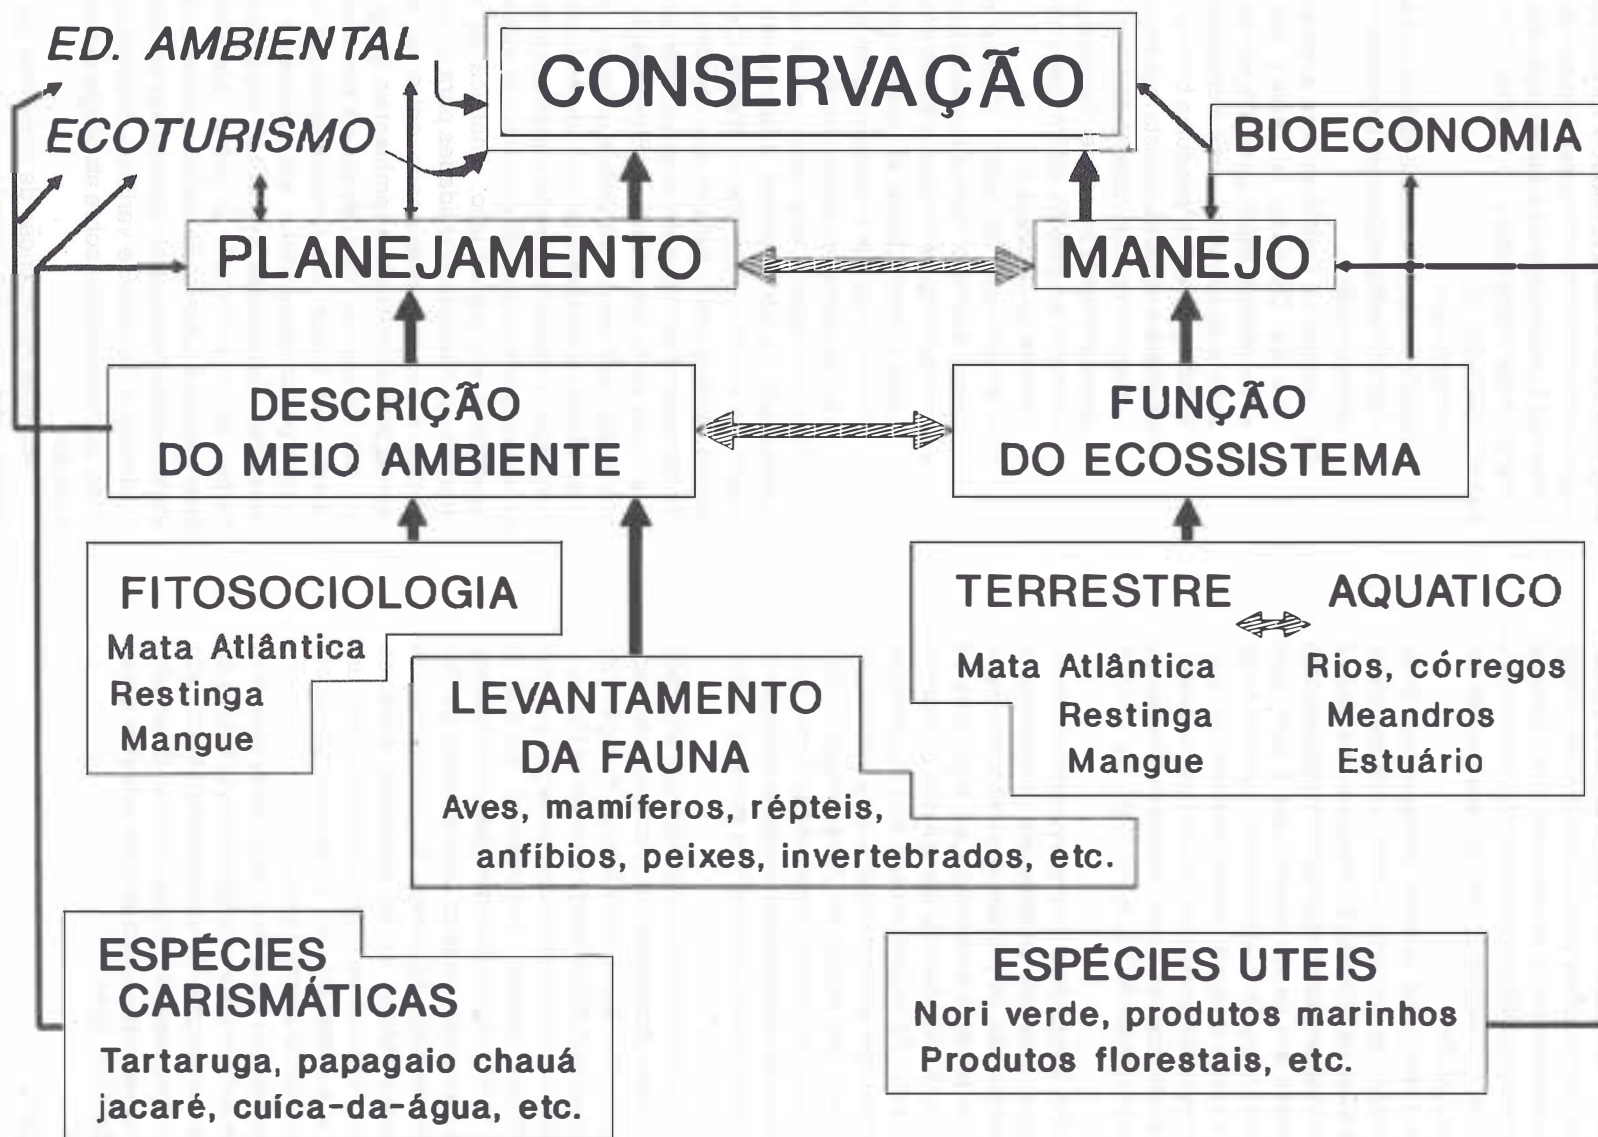 ED. AMBIENTAL
CONSERVAÇÃO
ECOTURISMO
BIOECONOMIA
PLANEJAMENTO
MANEJO
DESCRIÇÃO
DO MEIO AMBIENTE
FUNÇÃO
DO ECOSSISTEMA
FITOSOCIOLOGIA
Mata Atlântica
Restinga
Mangue
LEVANTAMENTO
DA FAUNA
Aves, mamíferos, répteis,
anfíbios, peixes, invertebrados, etc.
TERRESTRE AQUATICO
Mata Atlântica Rios, córregos
Restinga Meandros
Mangue Estuário
ESPÉCIES
CARISMÁTICAS
Tartaruga, papagaio chauá
jacaré, cuíca-da-água, etc.
ESPÉCIES UTEIS
Nori verde, produtos marinhos
Produtos florestais, etc.